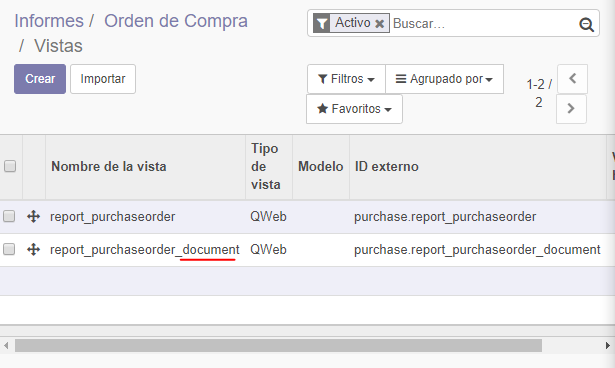 Informes / Orden de Compra
/ Vistas
Activo
Buscar...
Crear
Importar
Filtros
Agrupado por
Favoritos
1-2 /
2
Nombre de la vista
Tipo
de
vista
Modelo
ID externo
report_purchaseorder
QWeb
purchase.report_purchaseorder
report_purchaseorder_document
QWeb
purchase.report_purchaseorder_document